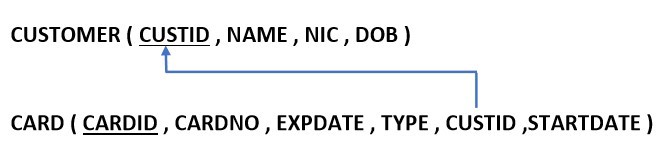 CUSTOMER ( CUSTID , NAME , NIC , DOB )
CARD ( CARDID , CARDNO , EXPDATE , TYPE , CUSTID ,STARTDATE )